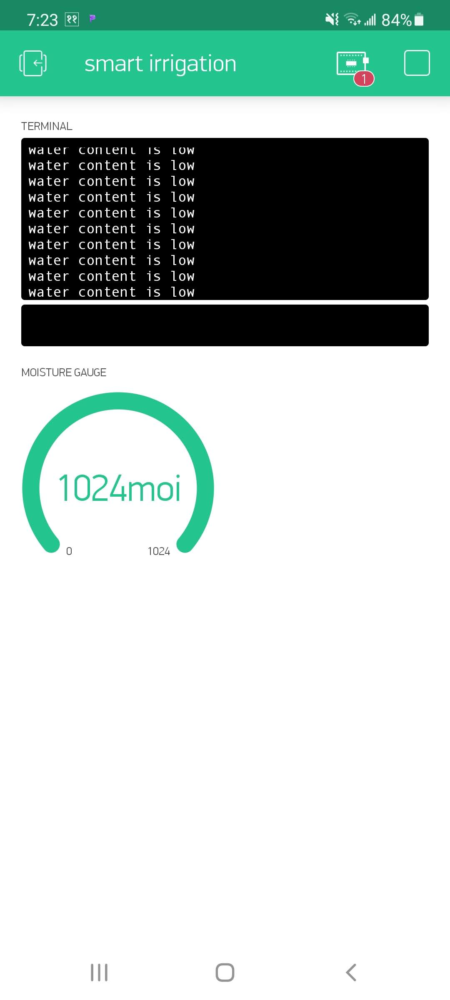 7:23 ११ 84%
smart irrigation
1
TERMINAL
water content is low
water content is low
water content is low
water content is low
water content is low
water content is low
water content is low
water content is low
water content is low
water content is low
MOISTURE GAUGE
1024moi
0 1024